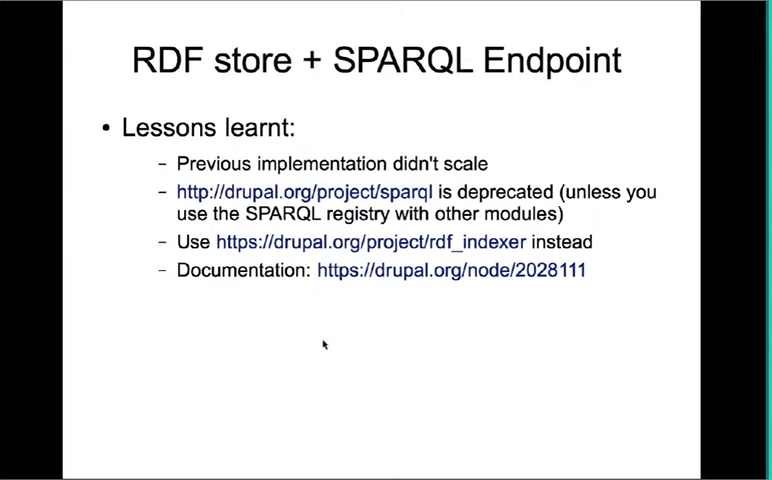 RDF store + SPARQL Endpoint
• Lessons learnt:
– Previous implementation didn't scale
– http://drupal.org/project/sparql is deprecated (unless you
use the SPARQL registry with other modules)
– Use https://drupal.org/project/rdf_indexer instead
– Documentation: https://drupal.org/node/2028111